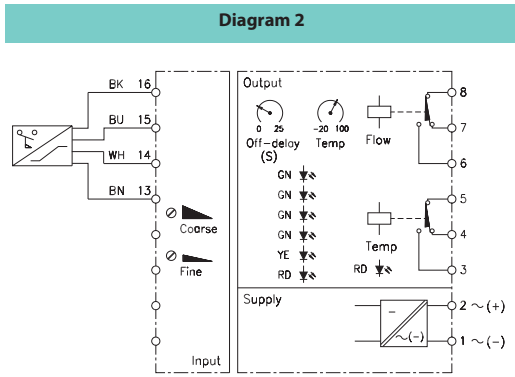 Diagram 2
BK 16
BU 15
WH 14
BN 13
Coarse
Fine
Input
Output
0 25
Off-delay
(S)
-20 100
Temp
Flow
GN
GN
GN
GN
YE
RD
Temp
RD
8
7
6
5
4
3
Supply
− ~(−)
2 ~(+)
1 ~(−)